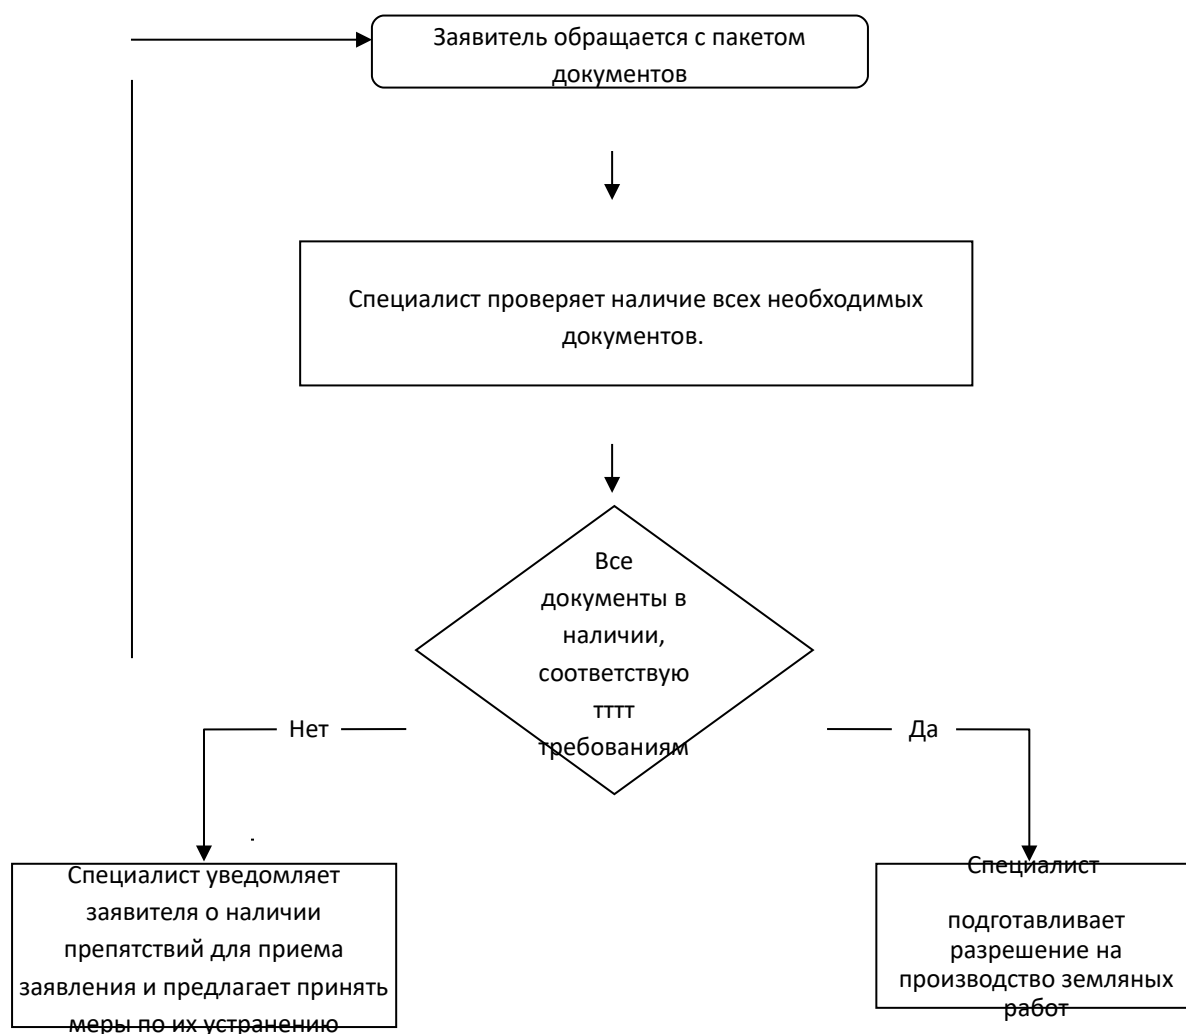 Заявитель обращается с пакетом
документов
Специалист проверяет наличие всех необходимых
документов.
Все
документы в
наличии,
соответствую
тттт
требованиям
Нет
Да
.
Специалист уведомляет
заявителя о наличии
препятствий для приема
заявления и предлагает принять
меры по их устранению
Специалист
подготавливает
разрешение на
производство земляных
работ